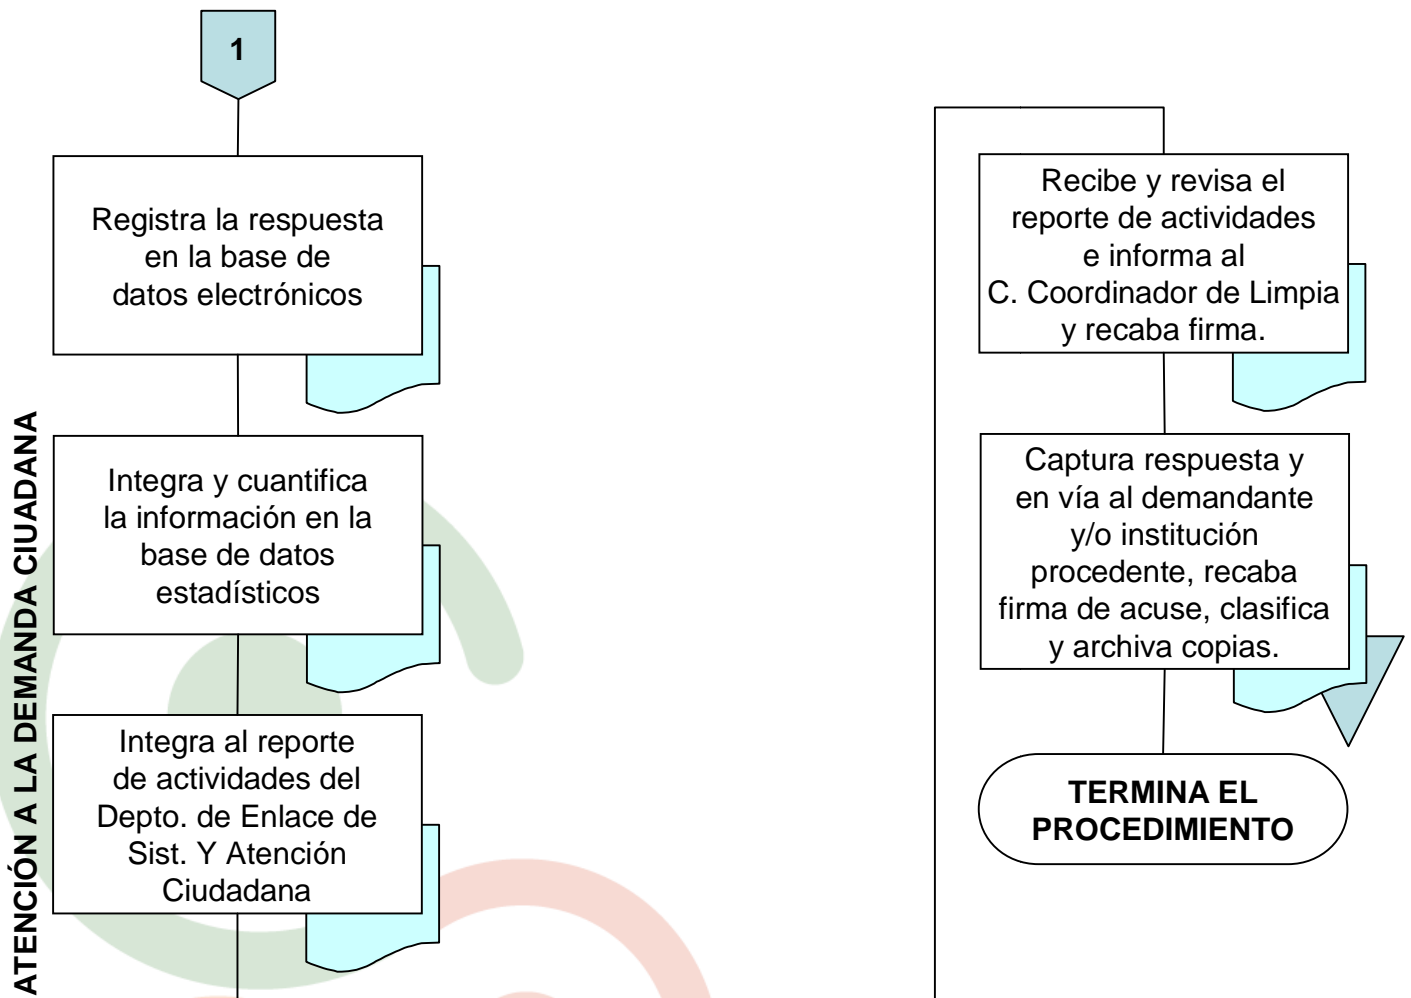 1
Registra la respuesta
en la base de
datos electrónicos
Integra y cuantifica
la información en la
base de datos
estadísticos
Integra al reporte
de actividades del
Depto. de Enlace de
Sist. Y Atención
Ciudadana
ATENCIÓN A LA DEMANDA CIUADANA
Recibe y revisa el
reporte de actividades
e informa al
C. Coordinador de Limpia
y recaba firma.
Captura respuesta y
en vía al demandante
y/o institución
procedente, recaba
firma de acuse, clasifica
y archiva copias.
TERMINA EL
PROCEDIMIENTO